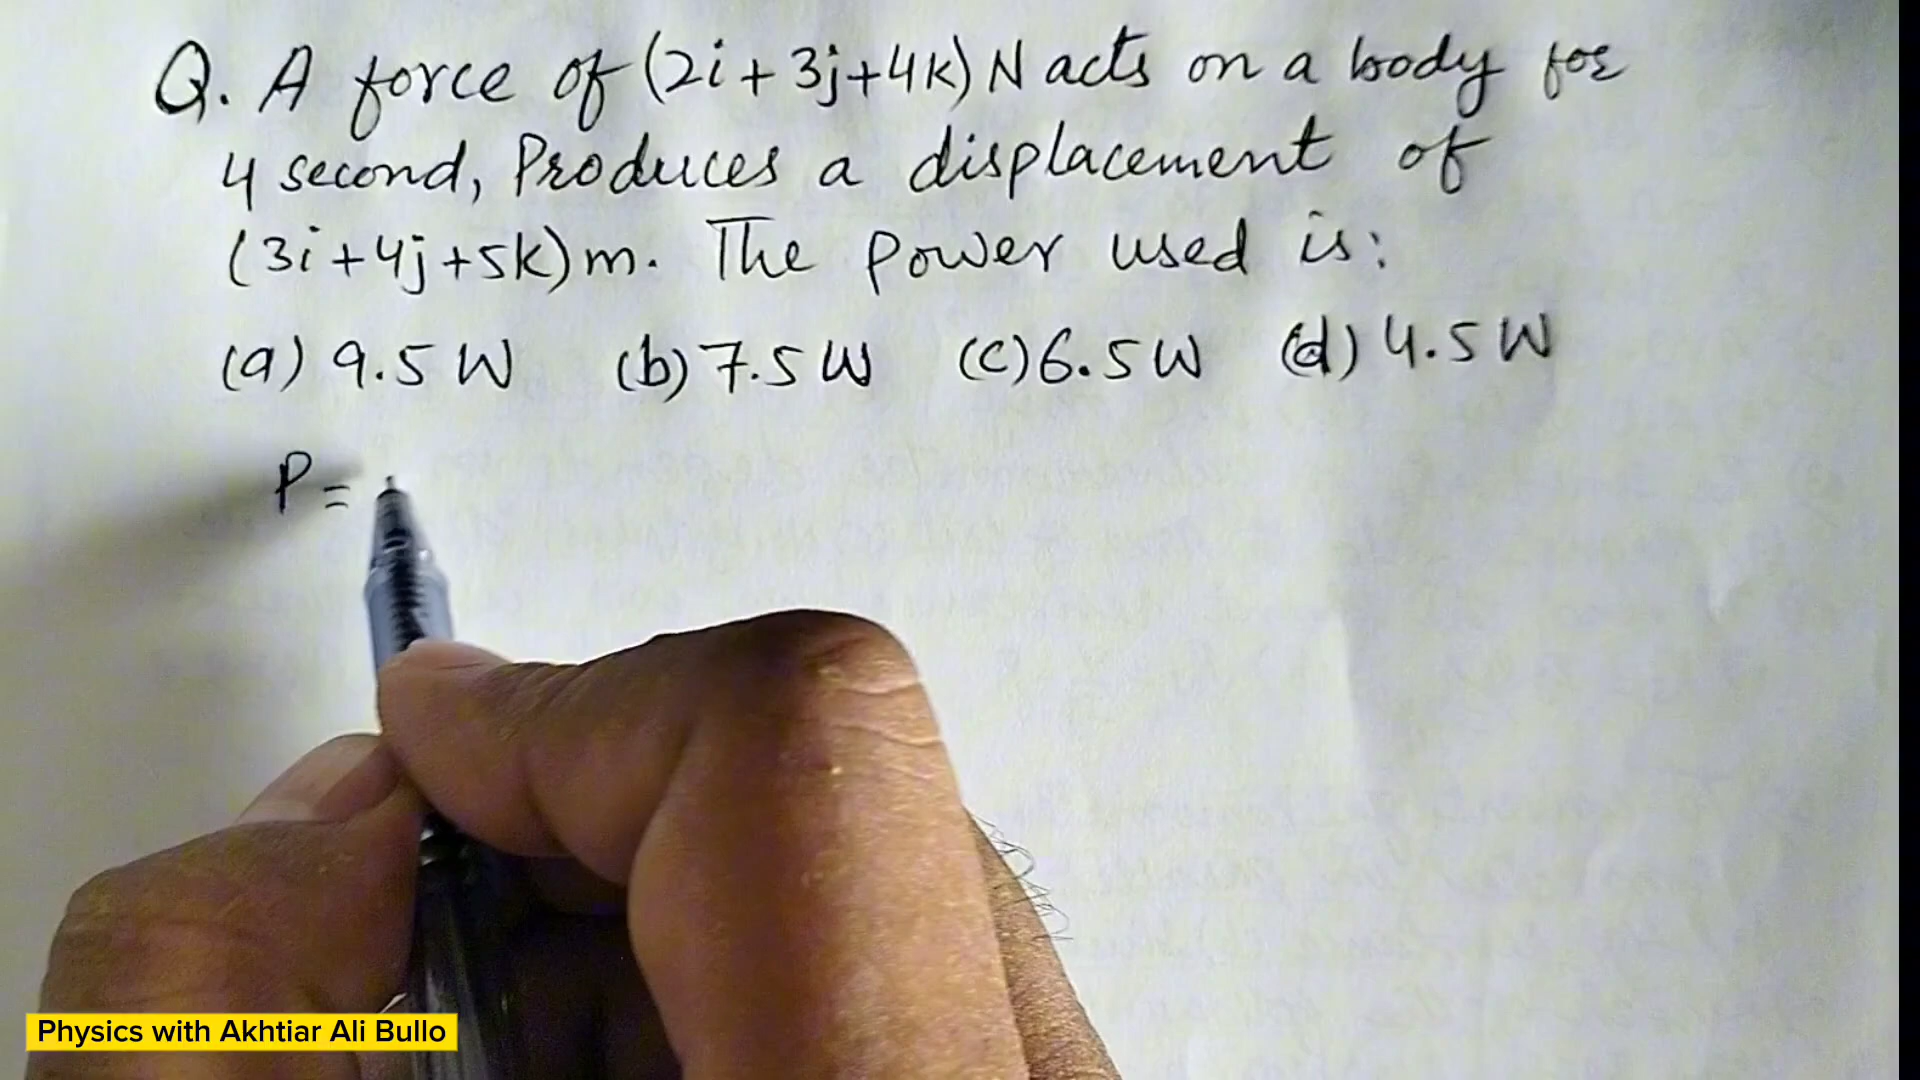 Q. A force of (2i + 3j + 4k) N acts on a body for
4 second, Produces a displacement of
(3i + 4j + 5k) m. The Power used is:
(a) 9.5 W (b) 7.5 W (c) 6.5 W (d) 4.5 W
P =
Physics with Akhtiar Ali Bullo